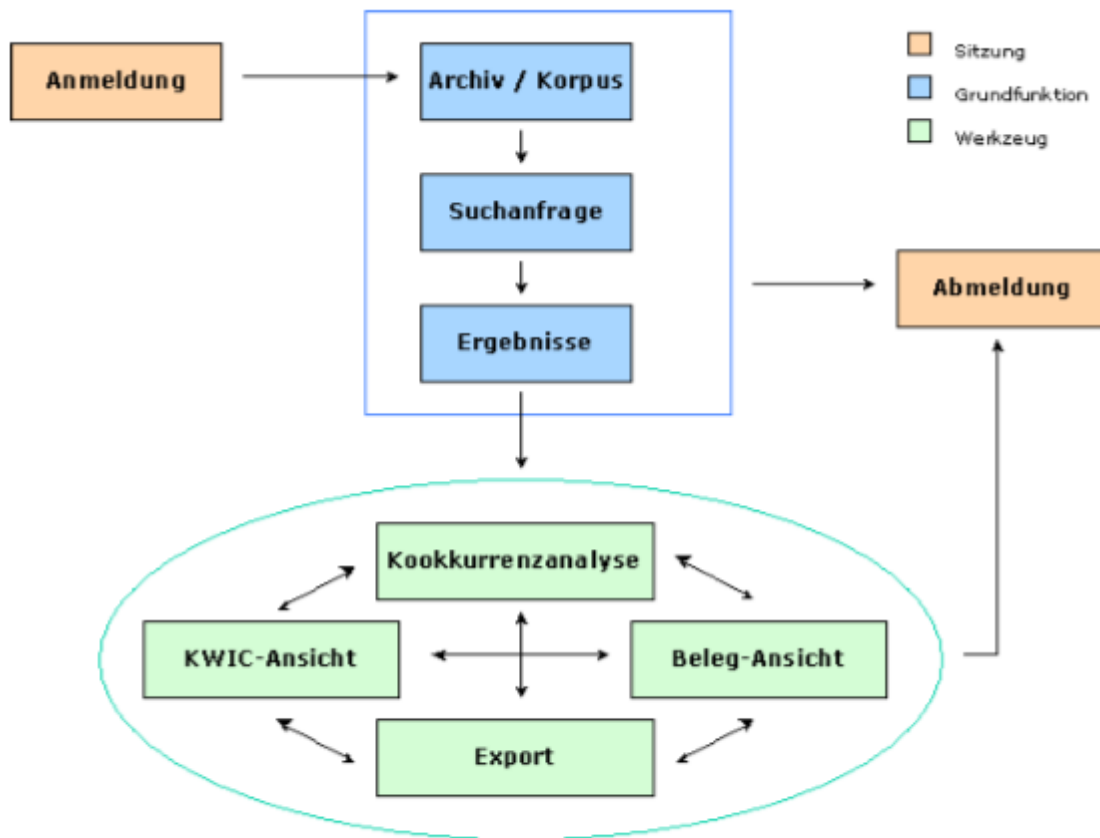 Anmeldung
Archiv / Korpus
Sitzung
Grundfunktion
Werkzeug
Suchanfrage
Abmeldung
Ergebnisse
Kookkurrenzanalyse
KWIC-Ansicht
Beleg-Ansicht
Export